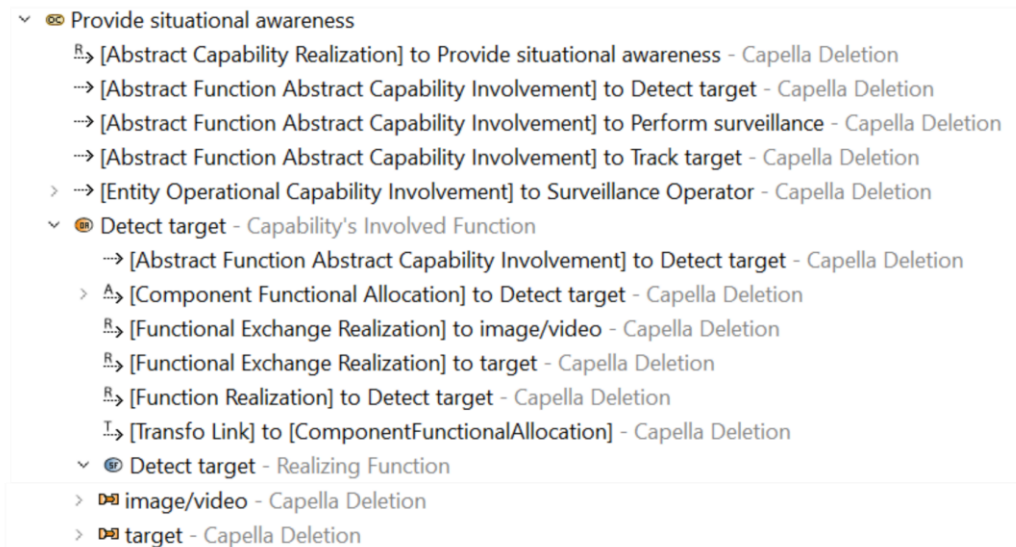 Provide situational awareness
[Abstract Capability Realization] to Provide situational awareness - Capella Deletion
[Abstract Function Abstract Capability Involvement] to Detect target - Capella Deletion
[Abstract Function Abstract Capability Involvement] to Perform surveillance - Capella Deletion
[Abstract Function Abstract Capability Involvement] to Track target - Capella Deletion
[Entity Operational Capability Involvement] to Surveillance Operator - Capella Deletion
Detect target - Capability's Involved Function
[Abstract Function Abstract Capability Involvement] to Detect target - Capella Deletion
[Component Functional Allocation] to Detect target - Capella Deletion
[Functional Exchange Realization] to image/video - Capella Deletion
[Functional Exchange Realization] to target - Capella Deletion
[Function Realization] to Detect target - Capella Deletion
[Transfo Link] to [ComponentFunctionalAllocation] - Capella Deletion
Detect target - Realizing Function
image/video - Capella Deletion
target - Capella Deletion